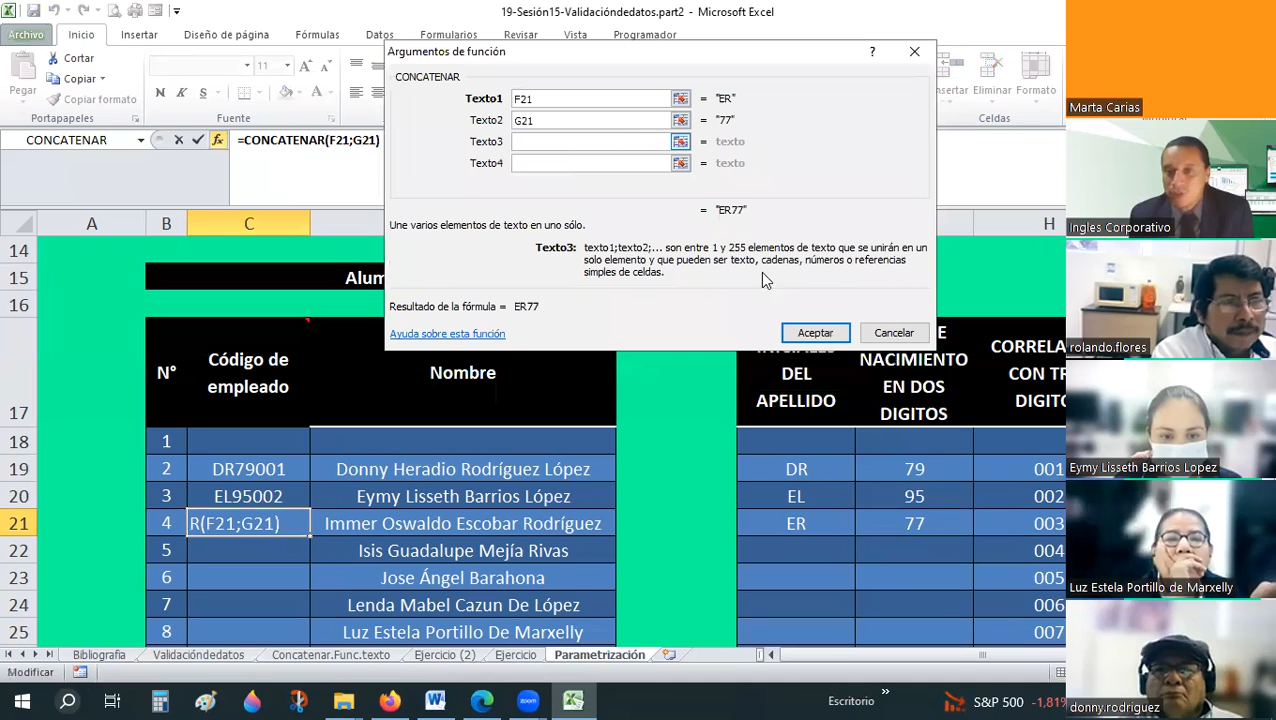 19-Sesión15-Validacióndedatos.part2 - Microsoft Excel
Archivo Inicio Insertar Diseño de página Fórmulas Datos Formularios Revisar Vista Programador
Pegar
Cortar
Copiar
Copiar formato
Portapapeles
11
N K S
Fuente
Insertar Eliminar Formato
Celdas
Argumentos de función
CONCATENAR
Texto1 F21 = "ER"
Texto2 G21 = "77"
Texto3 = texto
Texto4 = texto
= "ER77"
Une varios elementos de texto en uno sólo.
Texto3: texto1;texto2;... son entre 1 y 255 elementos de texto que se unirán en un
solo elemento y que pueden ser texto, cadenas, números o referencias
simples de celdas.
Resultado de la fórmula = ER77
Ayuda sobre esta función
Aceptar Cancelar
CONCATENAR =CONCATENAR(F21;G21)
A B C H
14
15
16
17
18
19
20
21
22
23
24
25
N° Código de empleado Nombre
DEL APELLIDO
NACIMIENTO EN DOS DIGITOS
1
2 DR79001 Donny Heradio Rodríguez López DR 79 001
3 EL95002 Eymy Lisseth Barrios López EL 95 002
4 R(F21;G21) Immer Oswaldo Escobar Rodríguez ER 77 003
5 Isis Guadalupe Mejía Rivas 004
6 Jose Ángel Barahona 005
7 Lenda Mabel Cazun De López 006
8 Luz Estela Portillo De Marxelly 007
Bibliografia Validacióndedatos Concatenar.Func.texto Ejercicio (2) Ejercicio Parametrización
Modificar
Escritorio
S&P 500 -1,81%
zoom
Marta Carias
Ingles Corporativo
rolando.flores
Eymy Lisseth Barrios Lopez
Luz Estela Portillo de Marxelly
donny.rodriguez